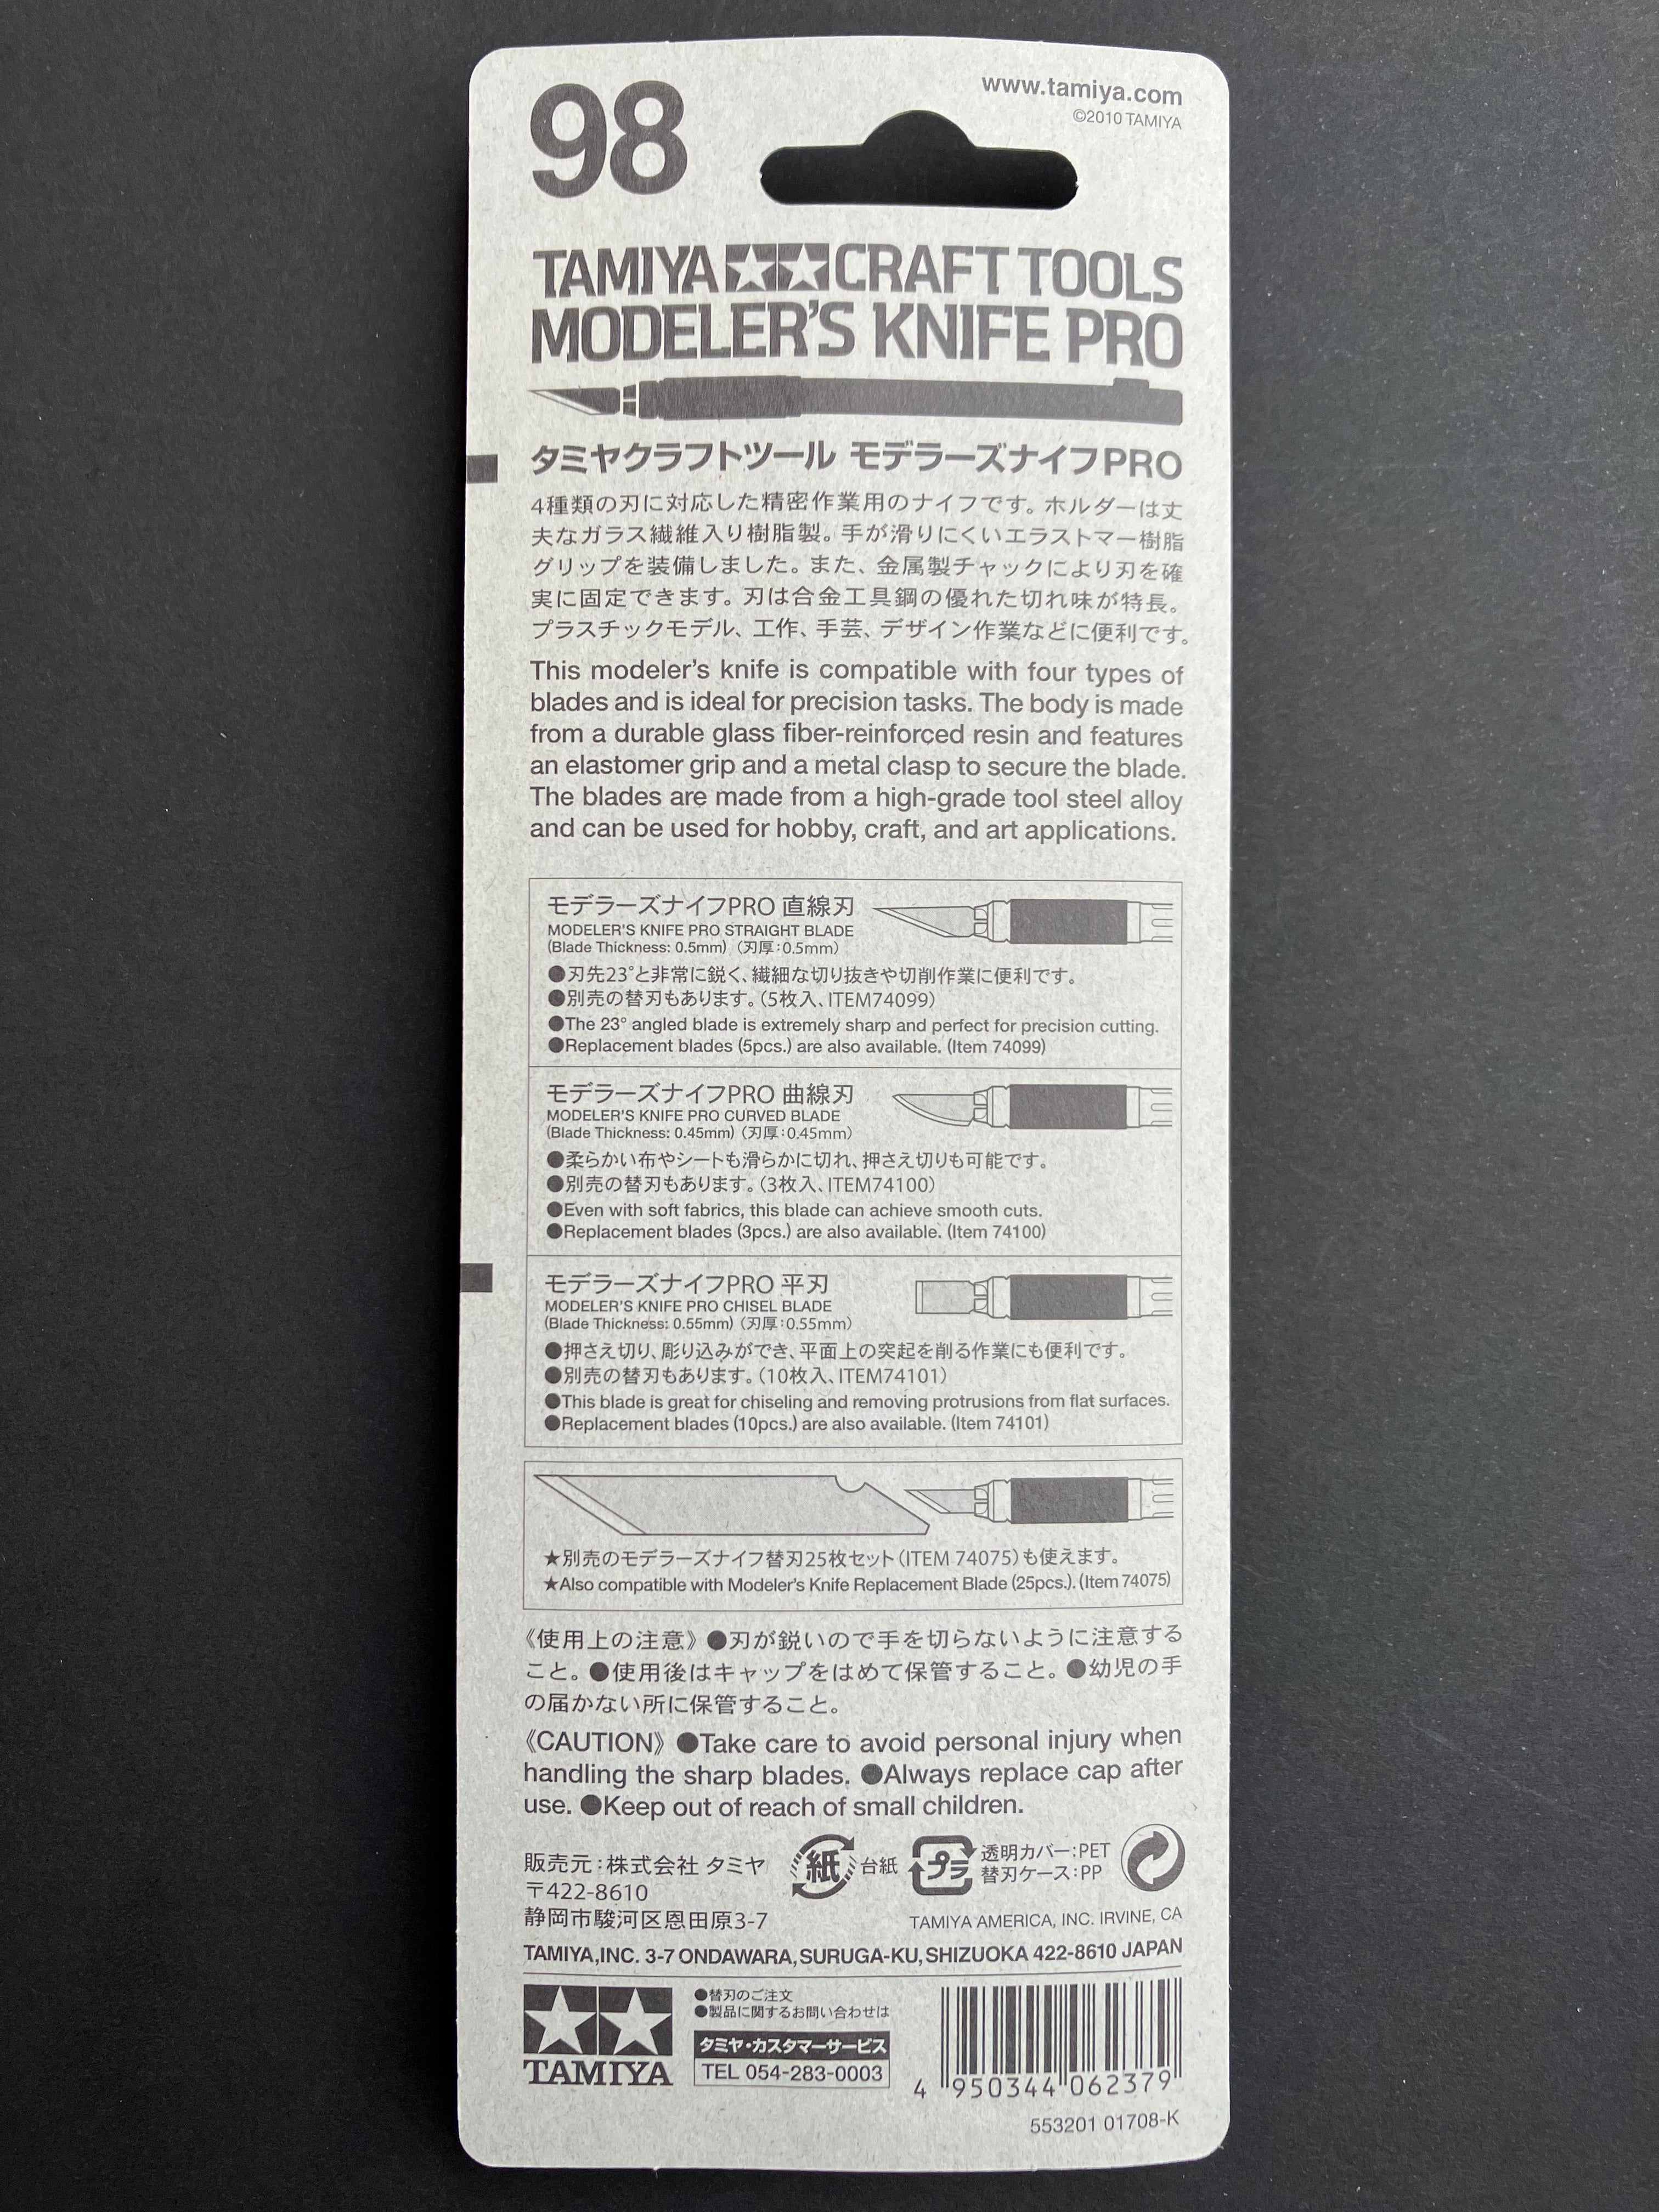 98
www.tamiya.com
©2010 TAMIYA
TAMIYA CRAFT TOOLS
MODELER'S KNIFE PRO
タミヤクラフトツール モデラーズナイフPRO
4種類の刃に対応した精密作業用のナイフです。ホルダーは丈
夫なガラス繊維入り樹脂製。手が滑りにくいエラストマー樹脂
グリップを装備しました。また、金属製チャックにより刃を確
実に固定できます。刃は合金工具鋼の優れた切れ味が特長。
プラスチックモデル、工作、手芸、デザイン作業などに便利です。
This modeler's knife is compatible with four types of
blades and is ideal for precision tasks. The body is made
from a durable glass fiber-reinforced resin and features
an elastomer grip and a metal clasp to secure the blade.
The blades are made from a high-grade tool steel alloy
and can be used for hobby, craft, and art applications.
モデラーズナイフPRO 直線刃
MODELER'S KNIFE PRO STRAIGHT BLADE
(Blade Thickness: 0.5mm)（刃厚：0.5mm）
●刃先23°と非常に鋭く、繊細な切り抜きや切削作業に便利です。
●別売の替刃もあります。（5枚入、ITEM74099）
●The 23° angled blade is extremely sharp and perfect for precision cutting.
●Replacement blades (5pcs.) are also available. (Item 74099)
モデラーズナイフPRO 曲線刃
MODELER'S KNIFE PRO CURVED BLADE
(Blade Thickness: 0.45mm)（刃厚：0.45mm）
●柔らかい布やシートも滑らかに切れ、押さえ切りも可能です。
●別売の替刃もあります。（3枚入、ITEM74100）
●Even with soft fabrics, this blade can achieve smooth cuts.
●Replacement blades (3pcs.) are also available. (Item 74100)
モデラーズナイフPRO 平刃
MODELER'S KNIFE PRO CHISEL BLADE
(Blade Thickness: 0.55mm)（刃厚：0.55mm）
●押さえ切り、彫り込みができ、平面上の突起を削る作業にも便利です。
●別売の替刃もあります。（10枚入、ITEM74101）
●This blade is great for chiseling and removing protrusions from flat surfaces.
●Replacement blades (10pcs.) are also available. (Item 74101)
★別売のモデラーズナイフ替刃25枚セット（ITEM 74075）も使えます。
★Also compatible with Modeler's Knife Replacement Blade (25pcs.). (Item 74075)
《使用上の注意》●刃が鋭いので手を切らないように注意する
こと。●使用後はキャップをはめて保管すること。●幼児の手
の届かない所に保管すること。
《CAUTION》●Take care to avoid personal injury when
handling the sharp blades. ●Always replace cap after
use. ●Keep out of reach of small children.
販売元：株式会社 タミヤ
〒422-8610
静岡市駿河区恩田原3-7
紙 台紙
プラ 透明カバー：PET
替刃ケース：PP
TAMIYA AMERICA, INC. IRVINE, CA
TAMIYA,INC. 3-7 ONDAWARA, SURUGA-KU, SHIZUOKA 422-8610 JAPAN
TAMIYA
●替刃のご注文
●製品に関するお問い合わせは
タミヤ・カスタマーサービス
TEL 054-283-0003
4 950344 062379
553201 01708-K